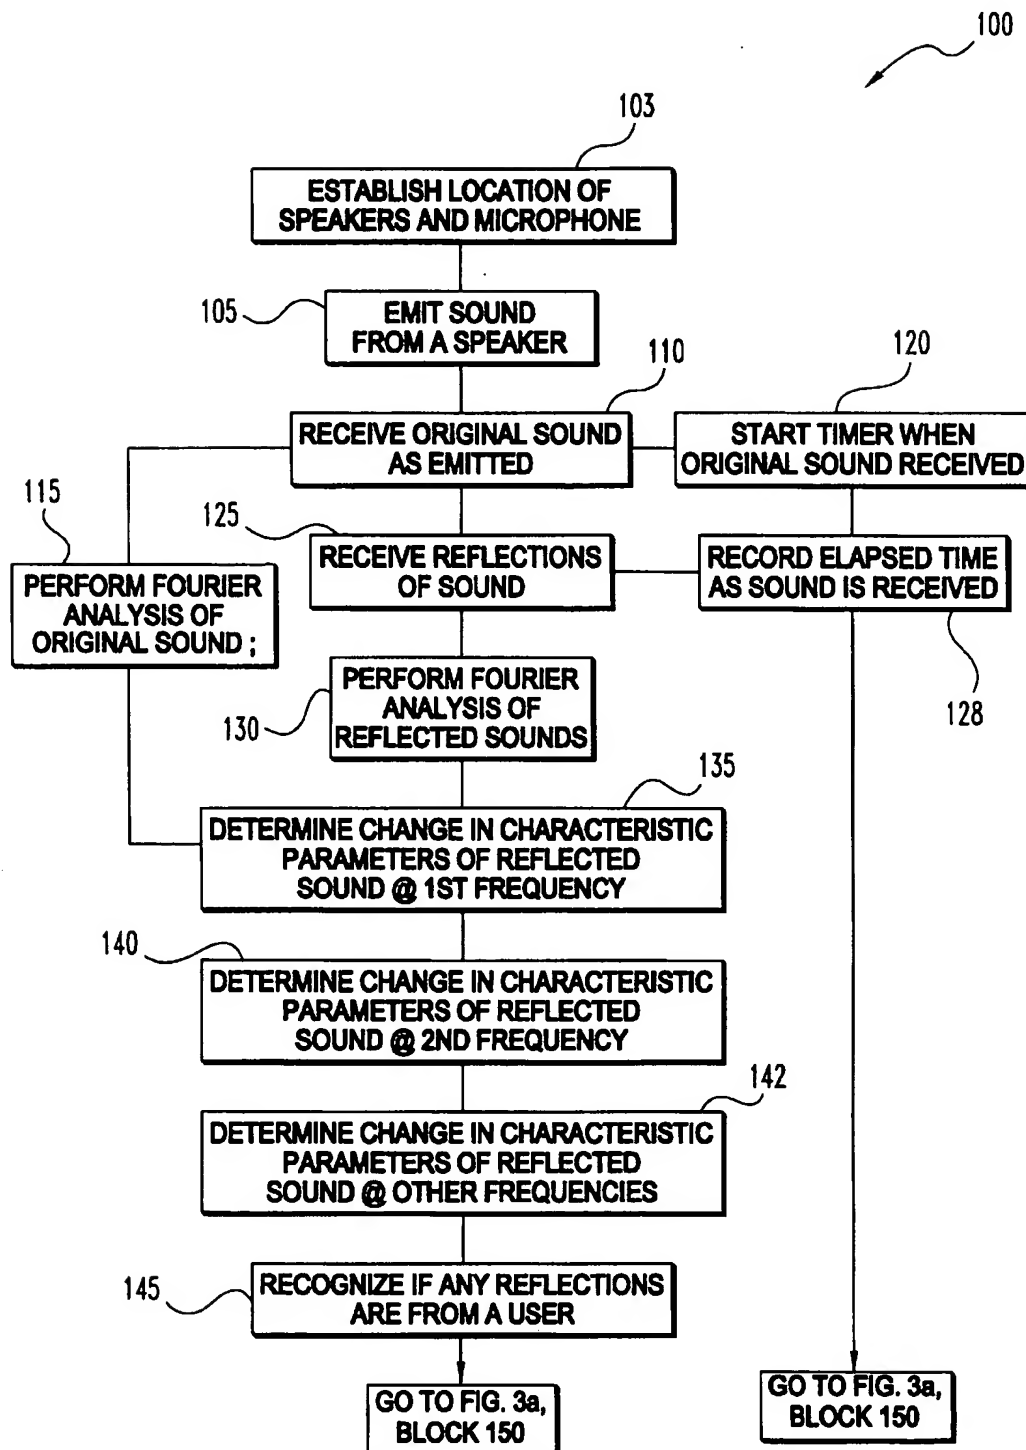 100
103
ESTABLISH LOCATION OF
SPEAKERS AND MICROPHONE
105
EMIT SOUND
FROM A SPEAKER
110
120
RECEIVE ORIGINAL SOUND
AS EMITTED
START TIMER WHEN
ORIGINAL SOUND RECEIVED
115
125
RECEIVE REFLECTIONS
OF SOUND
RECORD ELAPSED TIME
AS SOUND IS RECEIVED
PERFORM FOURIER
ANALYSIS OF
ORIGINAL SOUND ;
128
130
PERFORM FOURIER
ANALYSIS OF
REFLECTED SOUNDS
135
DETERMINE CHANGE IN CHARACTERISTIC
PARAMETERS OF REFLECTED
SOUND @ 1ST FREQUENCY
140
DETERMINE CHANGE IN CHARACTERISTIC
PARAMETERS OF REFLECTED
SOUND @ 2ND FREQUENCY
142
DETERMINE CHANGE IN CHARACTERISTIC
PARAMETERS OF REFLECTED
SOUND @ OTHER FREQUENCIES
145
RECOGNIZE IF ANY REFLECTIONS
ARE FROM A USER
GO TO FIG. 3a,
BLOCK 150
GO TO FIG. 3a,
BLOCK 150